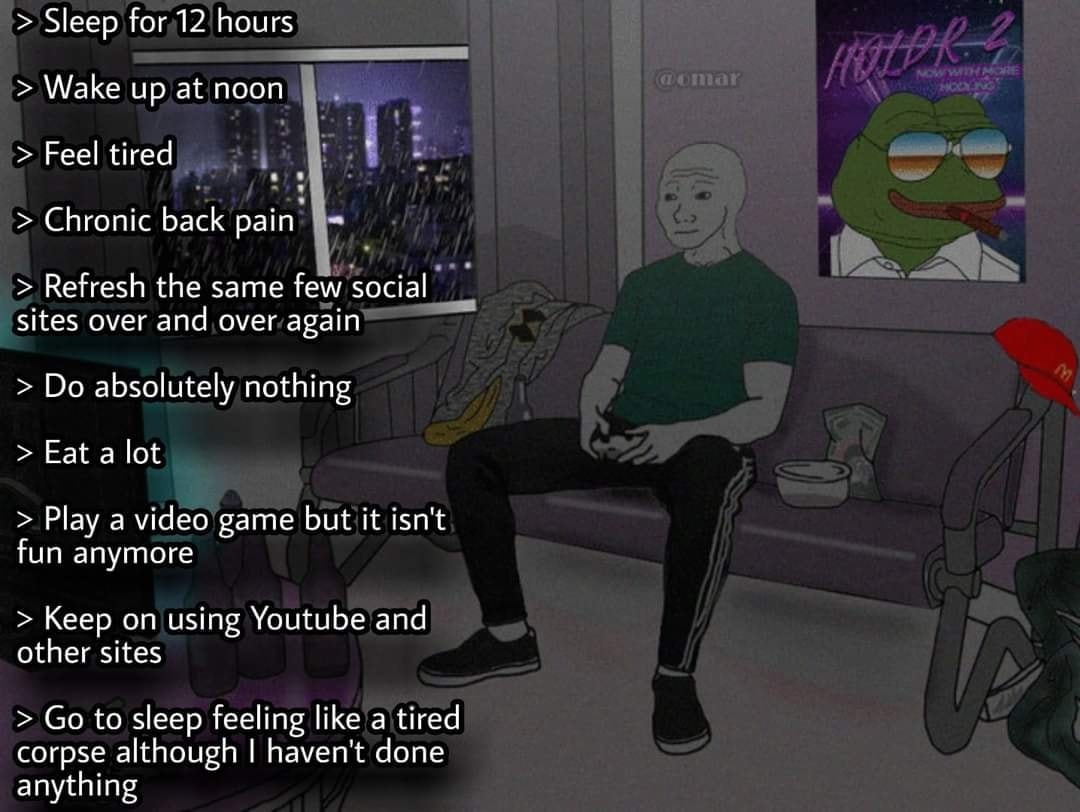 > Sleep for 12 hours
> Wake up at noon
> Feel tired
> Chronic back pain
> Refresh the same few social
sites over and over again
> Do absolutely nothing
> Eat a lot
> Play a video game but it isn't
fun anymore
> Keep on using Youtube and
other sites
> Go to sleep feeling like a tired
corpse although I haven't done
anything
@omar
HOLDR 2
NOW WITH MORE
HODLING
M